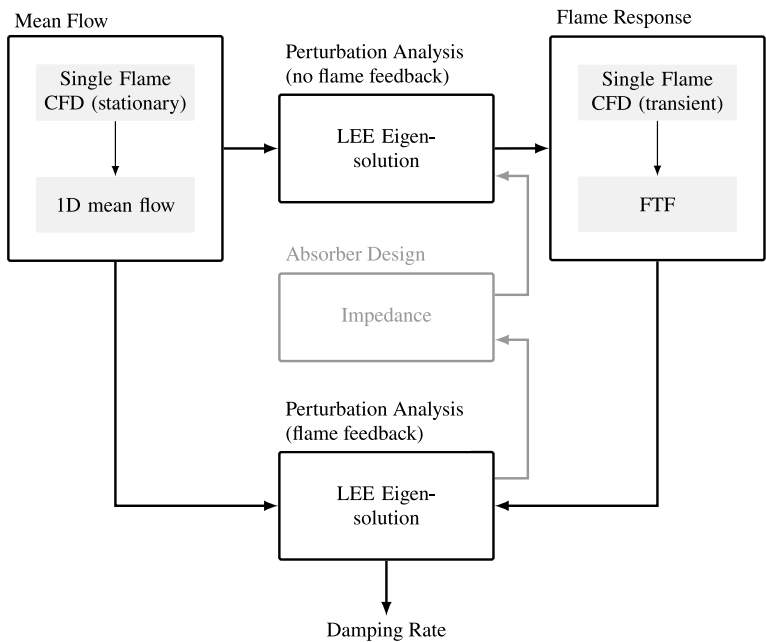 Mean Flow
Single Flame
CFD (stationary)
1D mean flow
Perturbation Analysis
(no flame feedback)
LEE Eigen-
solution
Flame Response
Single Flame
CFD (transient)
FTF
Absorber Design
Impedance
Perturbation Analysis
(flame feedback)
LEE Eigen-
solution
Damping Rate